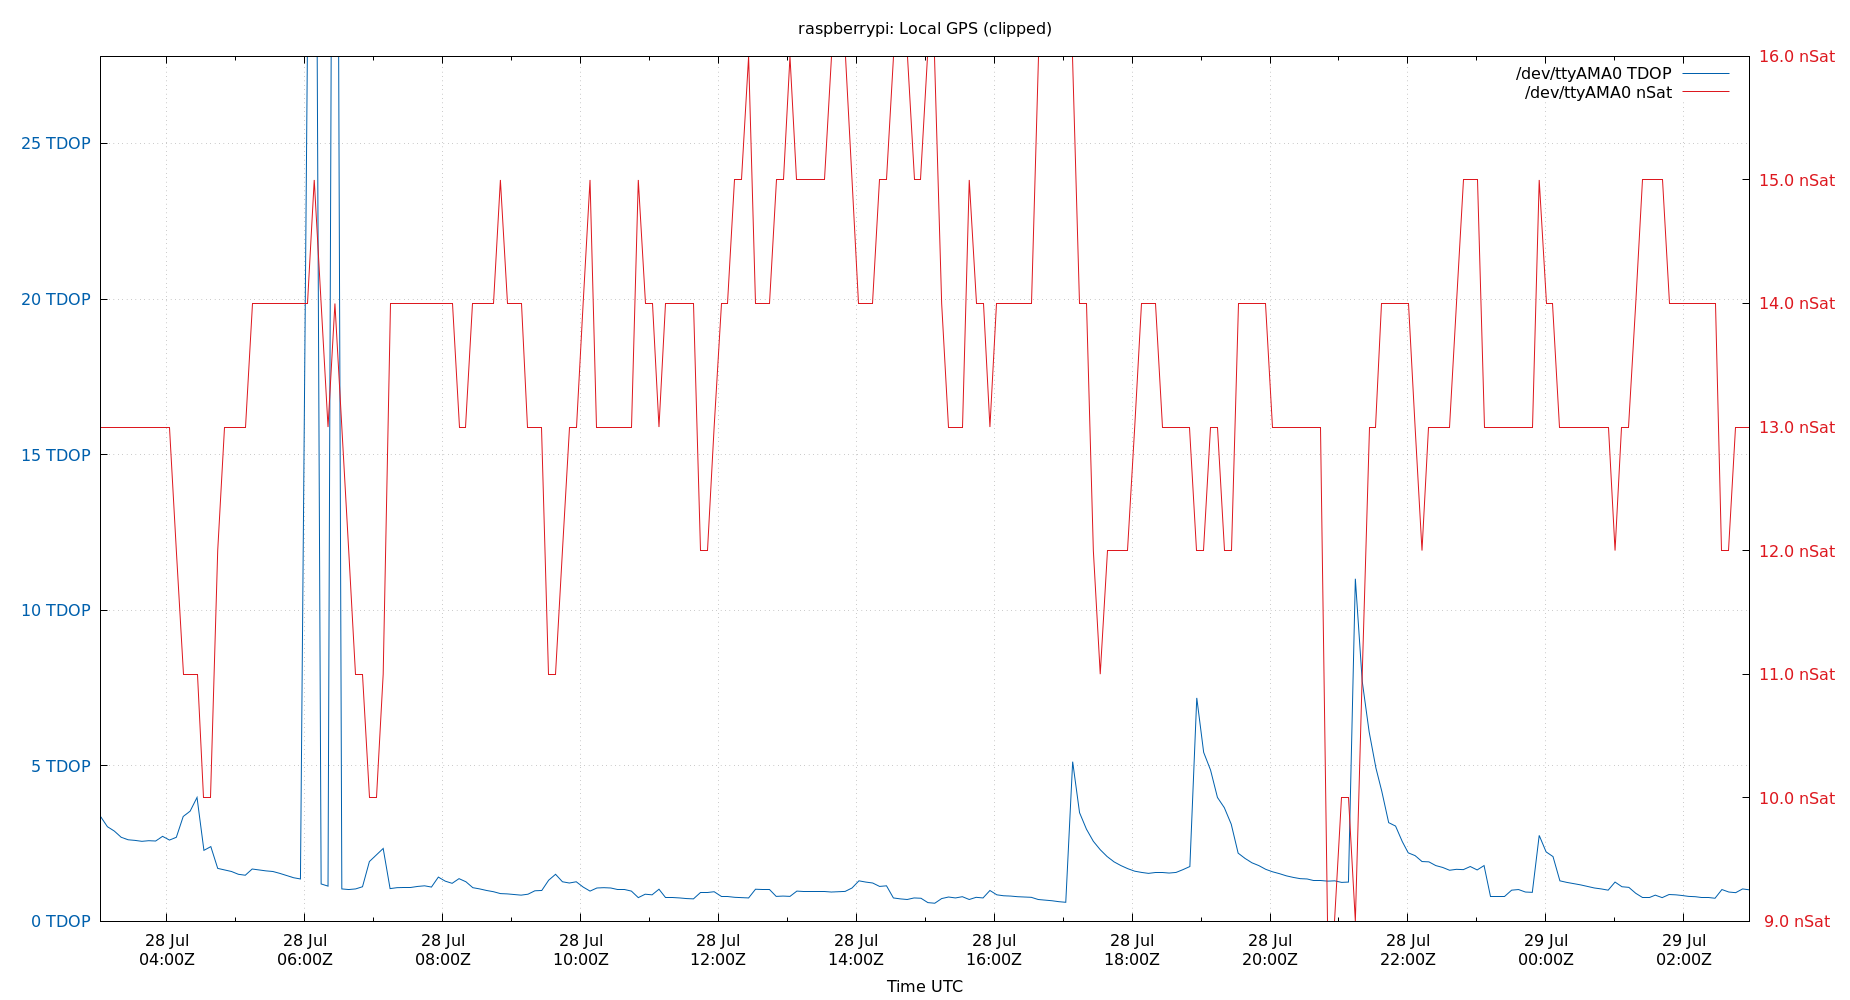 raspberrypi: Local GPS (clipped)
16.0 nSat
/dev/ttyAMA0 TDOP
/dev/ttyAMA0 nSat
25 TDOP
15.0 nSat
20 TDOP
14.0 nSat
13.0 nSat
15 TDOP
12.0 nSat
10 TDOP
11.0 nSat
5 TDOP
10.0 nSat
0 TDOP
9.0 nSat
28 Jul 28 Jul 28 Jul 28 Jul 28 Jul 28 Jul 28 Jul 28 Jul 28 Jul 28 Jul 29 Jul 29 Jul
04:00Z 06:00Z 08:00Z 10:00Z 12:00Z 14:00Z 16:00Z 18:00Z 20:00Z 22:00Z 00:00Z 02:00Z
Time UTC